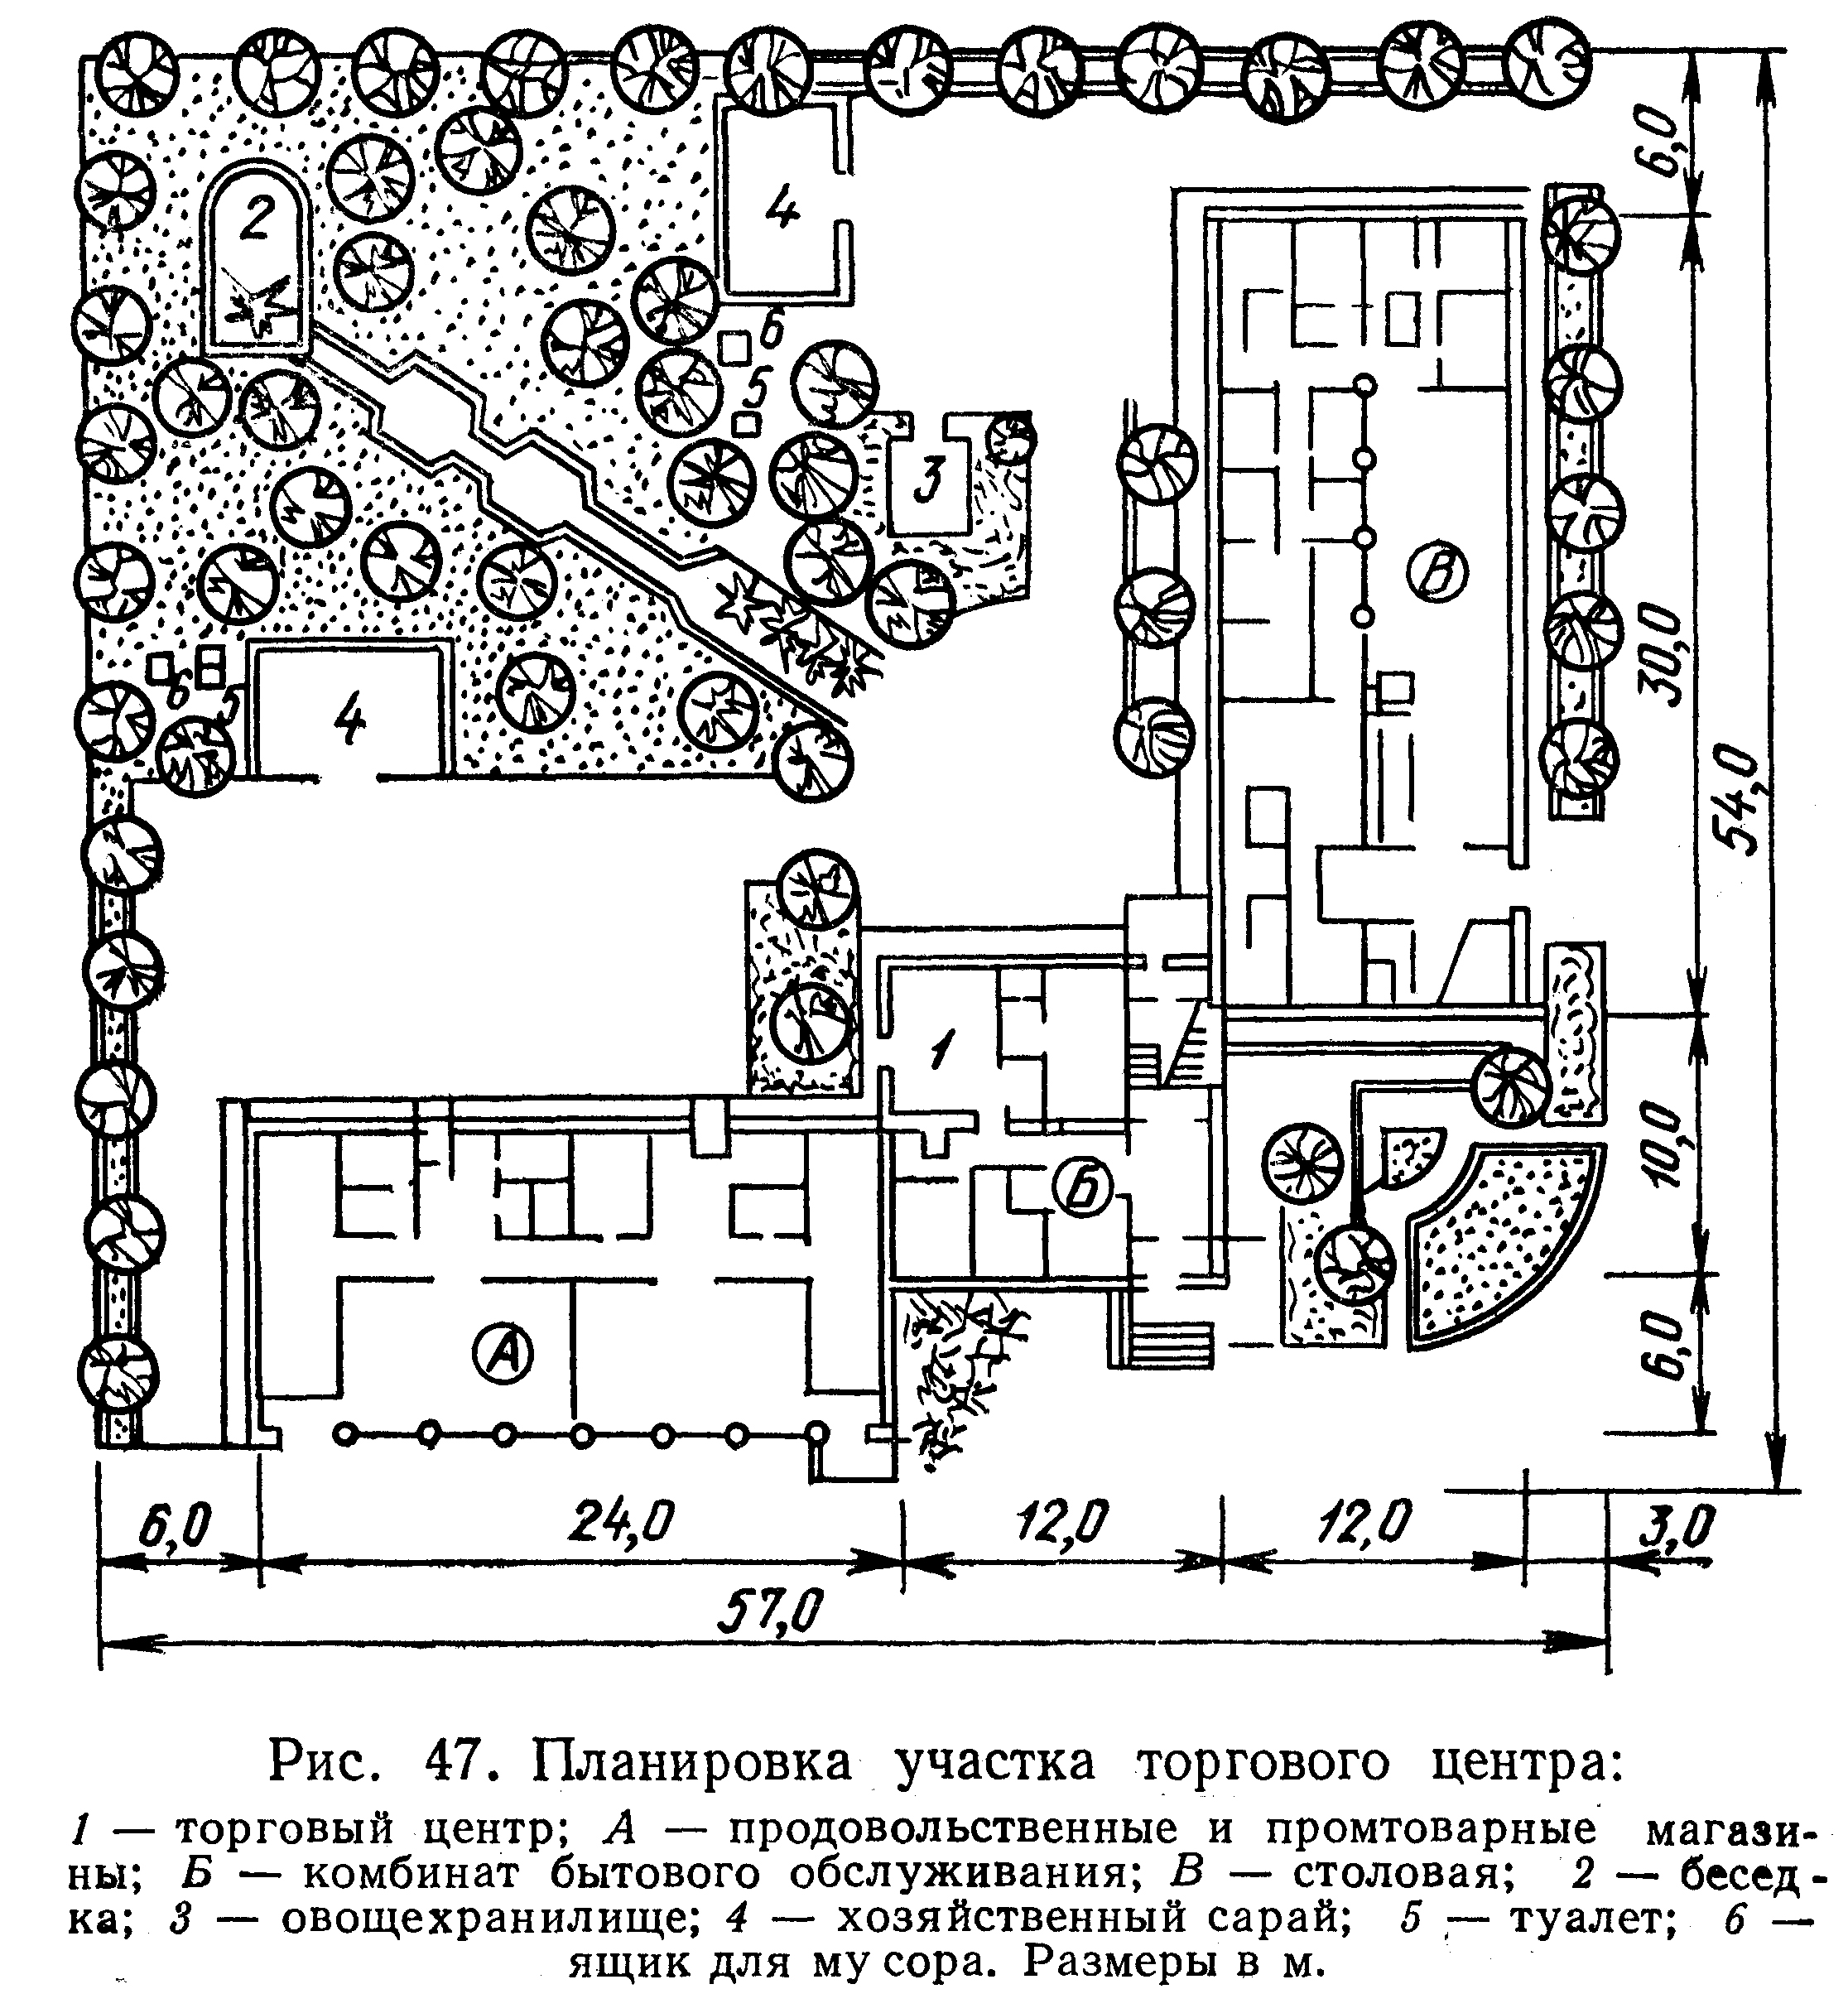 2
4
6
5
3
6
5
4
В
1
Б
А
6,0
30,0
54,0
10,0
6,0
6,0
24,0
12,0
12,0
3,0
57,0
Рис. 47. Планировка участка торгового центра:
1 — торговый центр; А — продовольственные и промтоварные магази-
ны; Б — комбинат бытового обслуживания; В — столовая; 2 — бесед-
ка; 3 — овощехранилище; 4 — хозяйственный сарай; 5 — туалет; 6 —
ящик для му сора. Размеры в м.